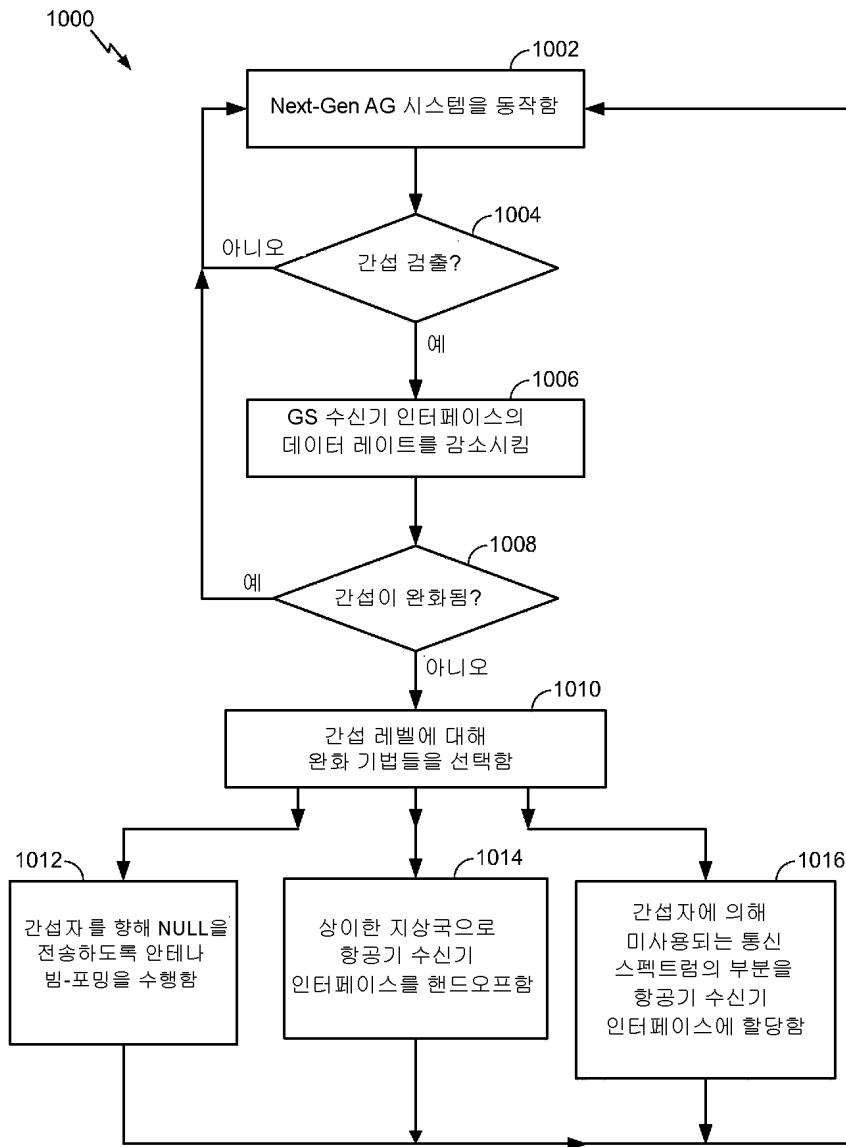 1000
1002
Next-Gen AG 시스템을 동작함
1004
아니오
간섭 검출?
예
1006
GS 수신기 인터페이스의
데이터 레이트를 감소시킴
1008
예
간섭이 완화됨?
아니오
1010
간섭 레벨에 대해
완화 기법들을 선택함
1012
간섭자를 향해 NULL을
전송하도록 안테나
빔-포밍을 수행함
1014
상이한 지상국으로
항공기 수신기
인터페이스를 핸드오프함
1016
간섭자에 의해
미사용되는 통신
스펙트럼의 부분을
항공기 수신기
인터페이스에 할당함